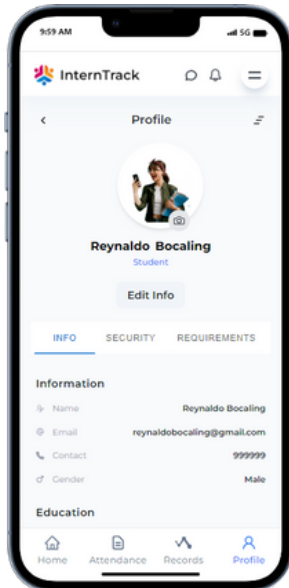 9:59 AM 5G
InternTrack
Profile
Reynaldo Bocaling
Student
Edit Info
INFO SECURITY REQUIREMENTS
Information
Name Reynaldo Bocaling
Email reynaldobocaling@gmail.com
Contact 999999
Gender Male
Education
Home Attendance Records Profile